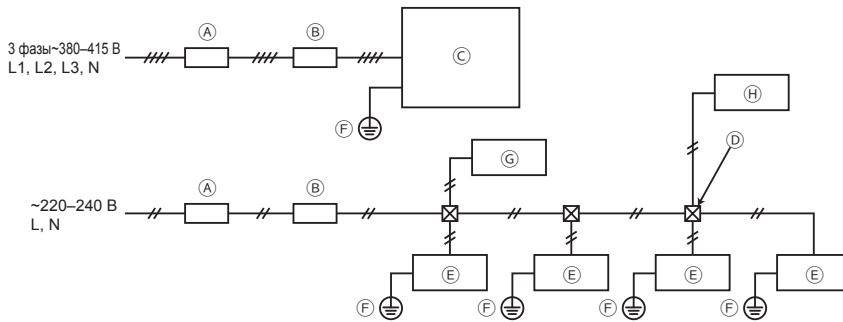 Ⓐ Ⓑ
3 фазы~380–415 В
L1, L2, L3, N
Ⓒ
Ⓗ
Ⓕ
Ⓓ
Ⓖ
Ⓐ Ⓑ
~220–240 В
L, N
Ⓔ Ⓔ Ⓔ Ⓔ
Ⓕ Ⓕ Ⓕ Ⓕ